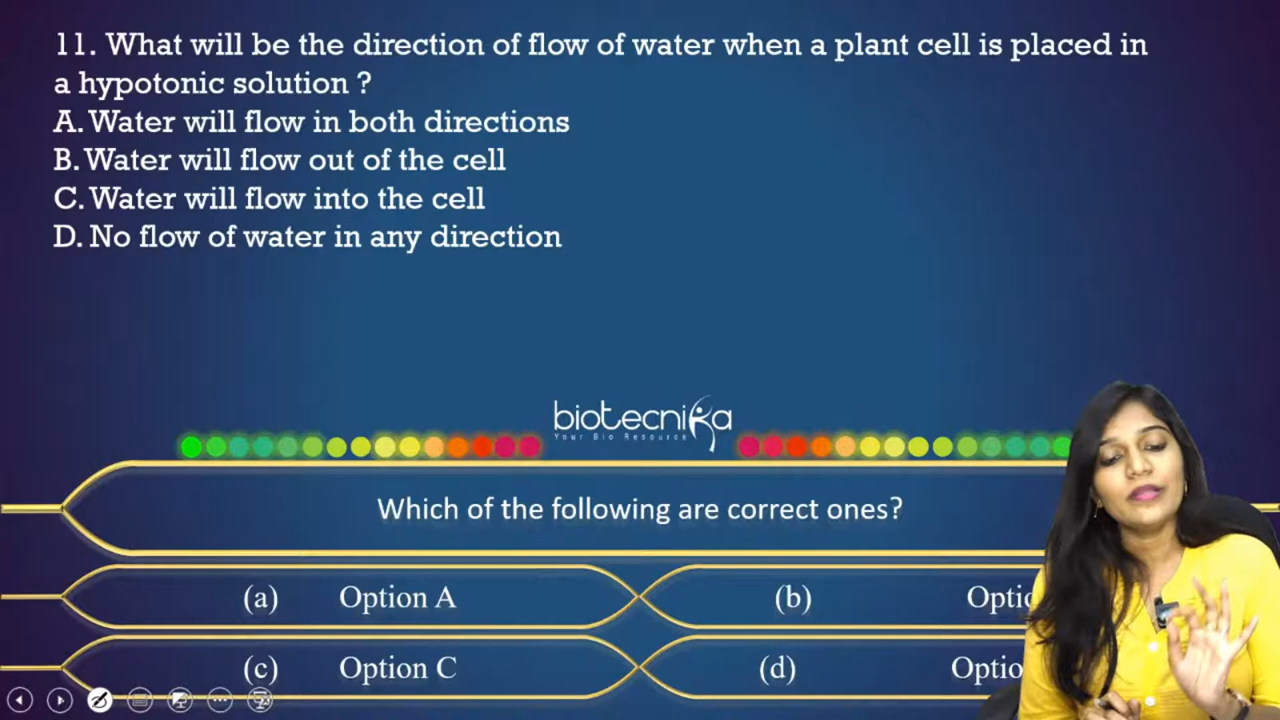 11. What will be the direction of flow of water when a plant cell is placed in
a hypotonic solution ?
A. Water will flow in both directions
B. Water will flow out of the cell
C. Water will flow into the cell
D. No flow of water in any direction
biotecnika
Your Bio Resource
Which of the following are correct ones?
(a) Option A (b)
(c) Option C (d)